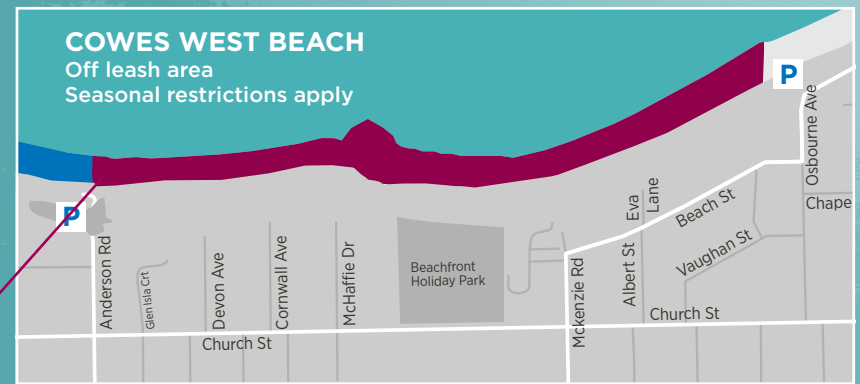 COWES WEST BEACH
Off leash area
Seasonal restrictions apply
P
Osbourne Ave
Chape
Eva
Lane
Beach St
Vaughan St
P
Anderson Rd
Glen Isla Crt
Devon Ave
Cornwall Ave
McHaffie Dr
Beachfront
Holiday Park
Mckenzie Rd
Albert St
Church St
Church St